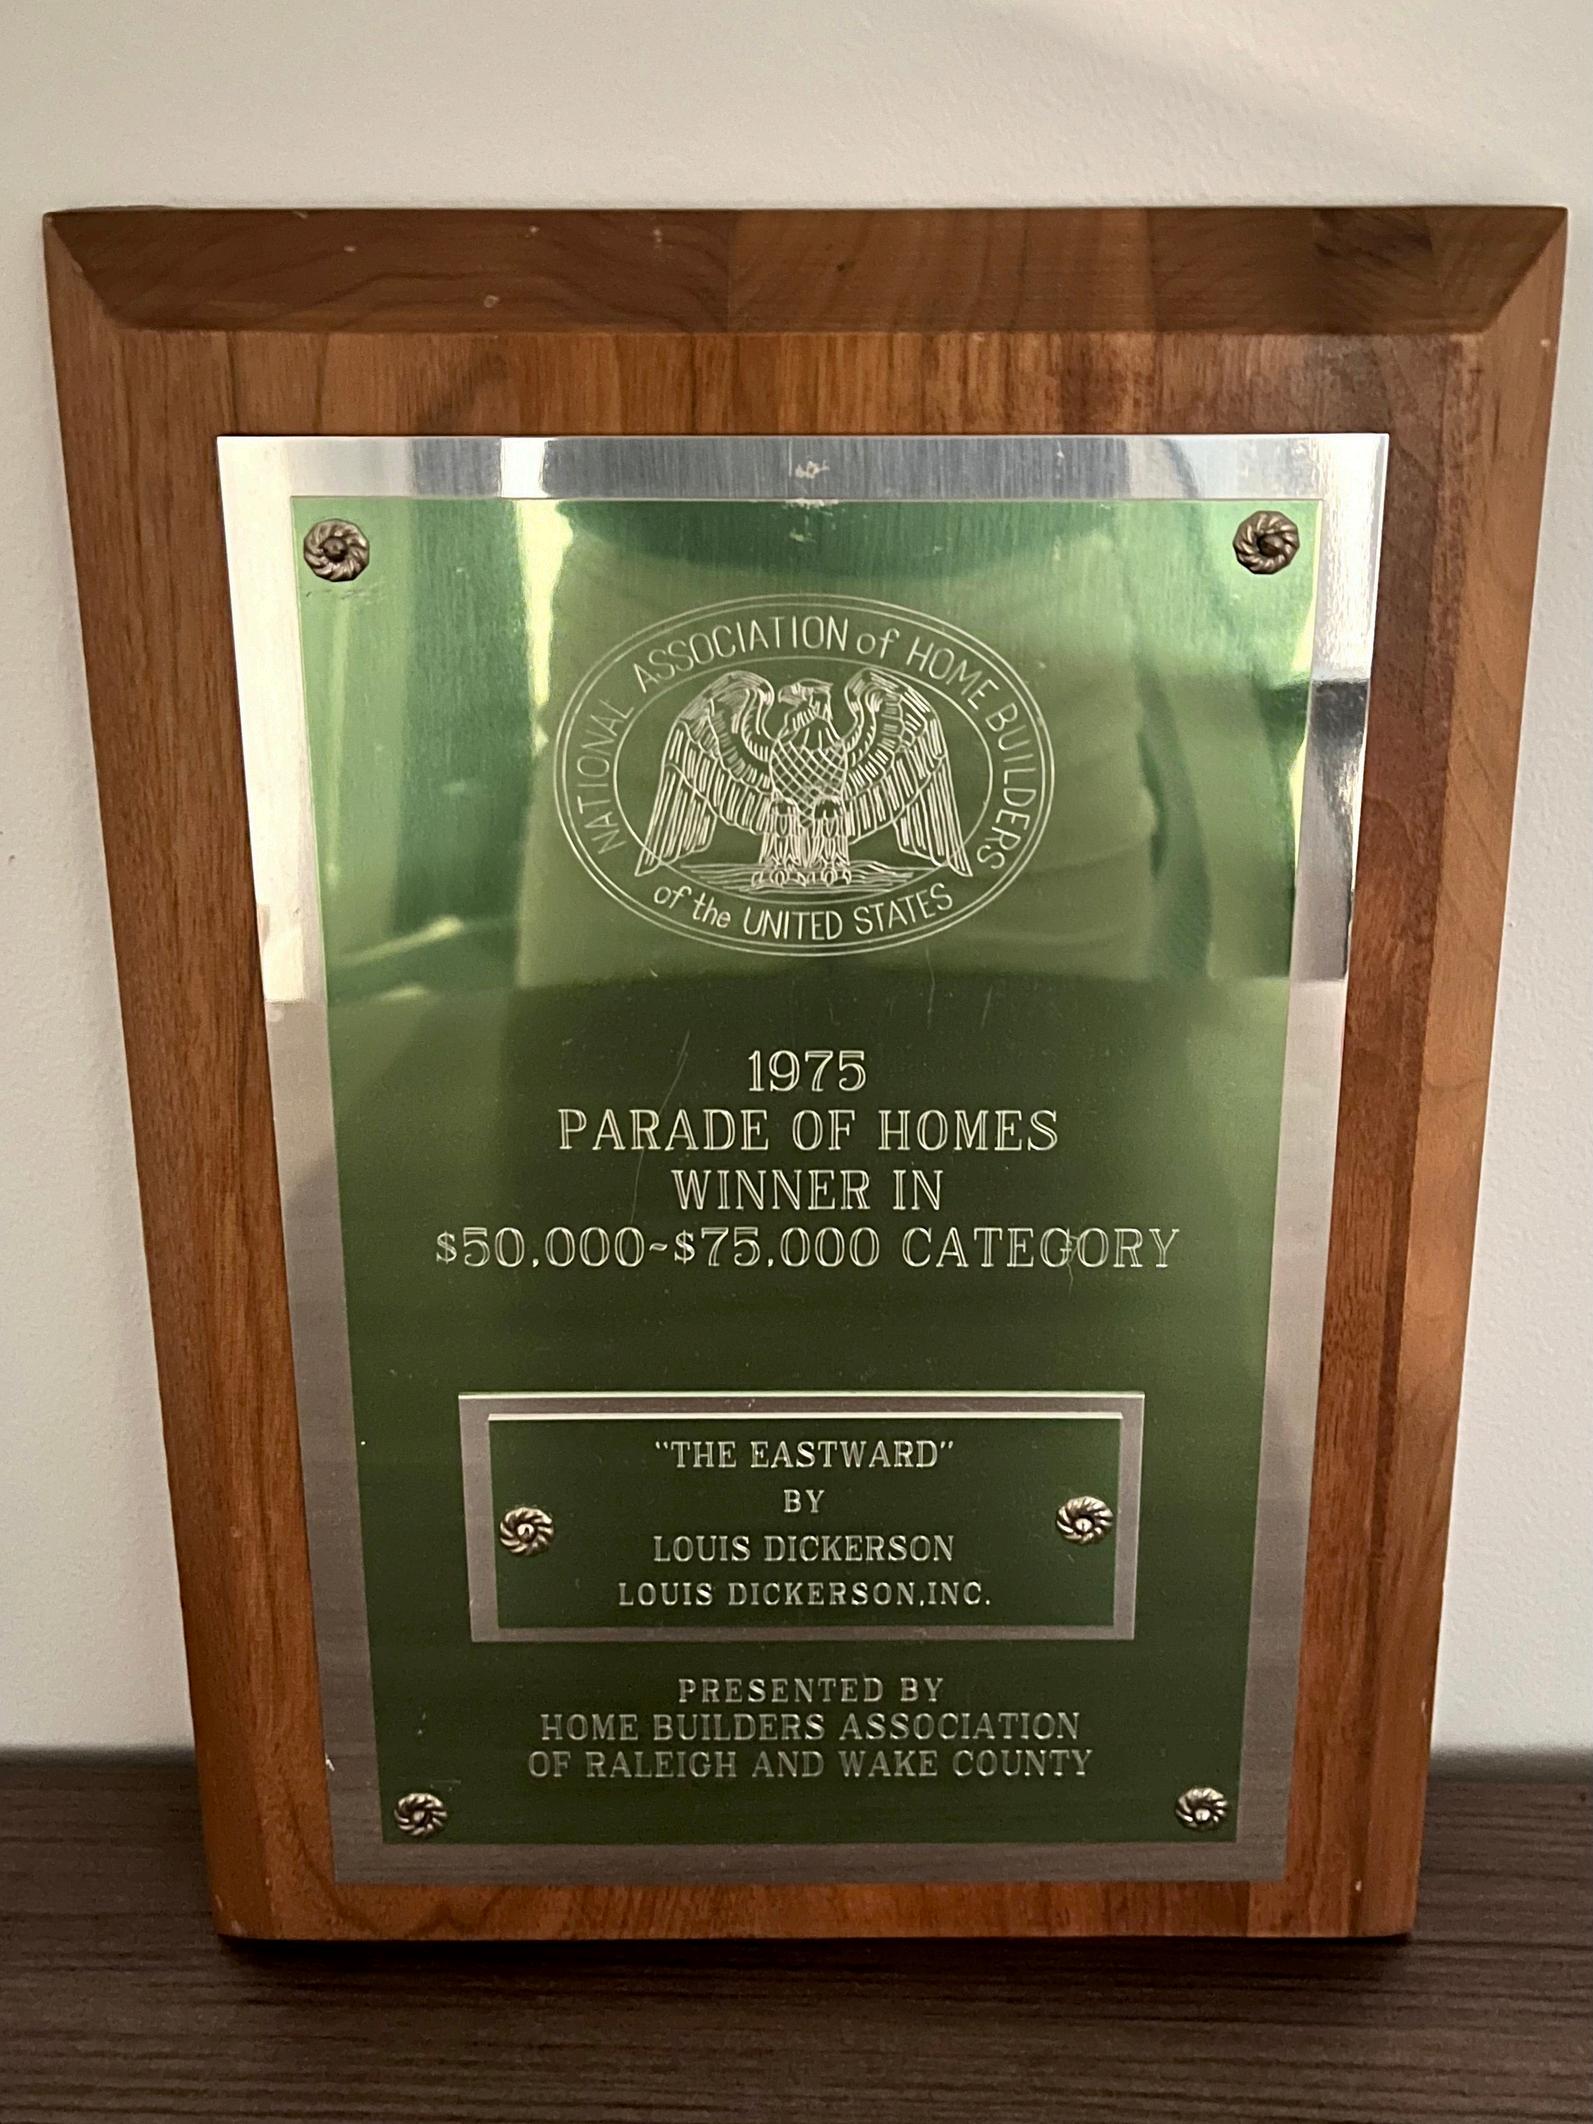 NATIONAL ASSOCIATION of HOME BUILDERS
of the UNITED STATES
1975
PARADE OF HOMES
WINNER IN
$50,000-$75,000 CATEGORY
"THE EASTWARD"
BY
LOUIS DICKERSON
LOUIS DICKERSON,INC.
PRESENTED BY
HOME BUILDERS ASSOCIATION
OF RALEIGH AND WAKE COUNTY